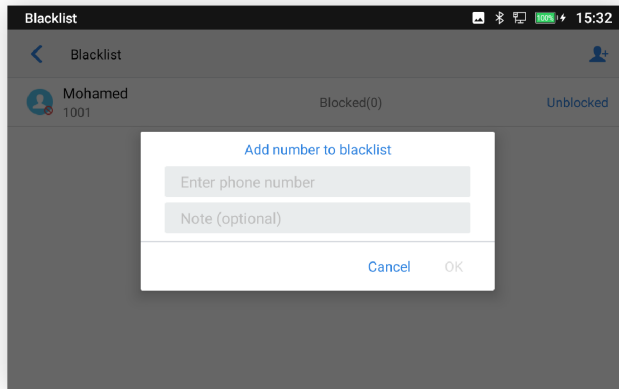 Blacklist 100% 15:32
Blacklist
Mohamed
1001 Blocked(0) Unblocked
Add number to blacklist
Enter phone number
Note (optional)
Cancel OK